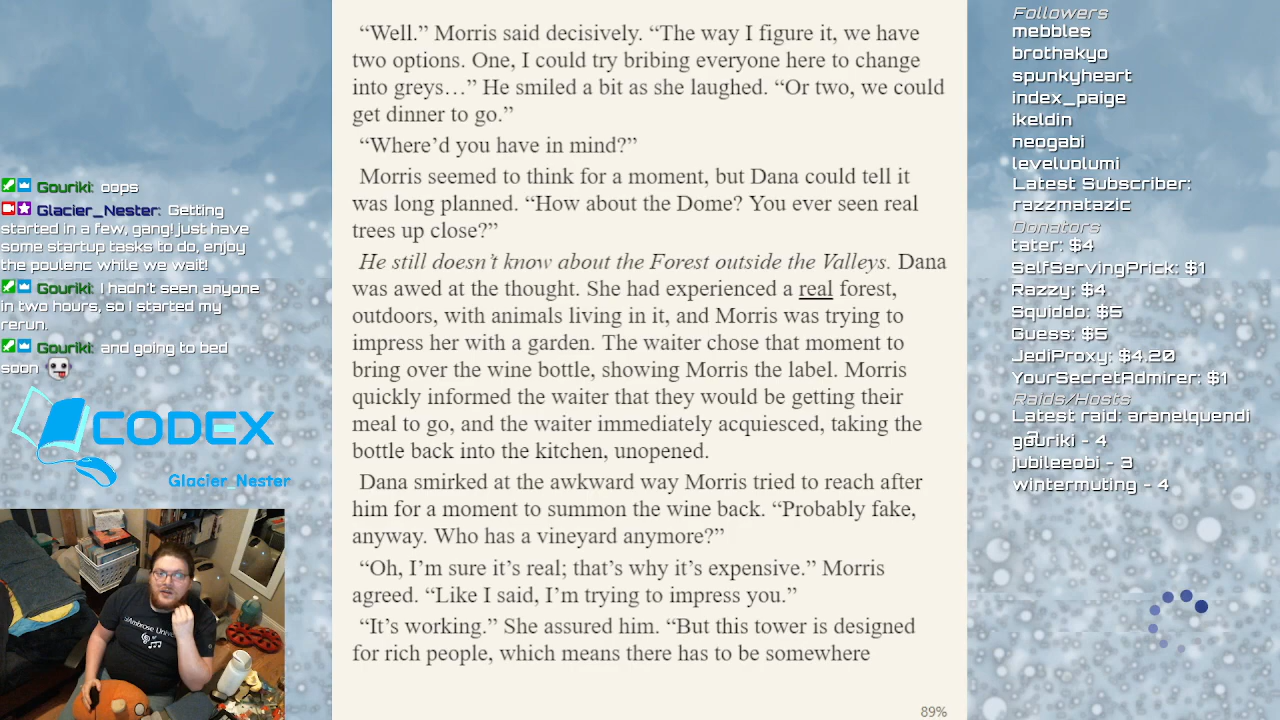 “Well.” Morris said decisively. “The way I figure it, we have
two options. One, I could try bribing everyone here to change
into greys…” He smiled a bit as she laughed. “Or two, we could
get dinner to go.”
“Where’d you have in mind?”
Morris seemed to think for a moment, but Dana could tell it
was long planned. “How about the Dome? You ever seen real
trees up close?”
He still doesn’t know about the Forest outside the Valleys. Dana
was awed at the thought. She had experienced a real forest,
outdoors, with animals living in it, and Morris was trying to
impress her with a garden. The waiter chose that moment to
bring over the wine bottle, showing Morris the label. Morris
quickly informed the waiter that they would be getting their
meal to go, and the waiter immediately acquiesced, taking the
bottle back into the kitchen, unopened.
Dana smirked at the awkward way Morris tried to reach after
him for a moment to summon the wine back. “Probably fake,
anyway. Who has a vineyard anymore?”
“Oh, I’m sure it’s real; that’s why it’s expensive.” Morris
agreed. “Like I said, I’m trying to impress you.”
“It’s working.” She assured him. “But this tower is designed
for rich people, which means there has to be somewhere
89%
Gouriki: oops
Glacier_Nester: Getting
started in a few, gang! just have
some startup tasks to do, enjoy
the poulenc while we wait!
Gouriki: I hadn't seen anyone
in two hours, so I started my
rerun.
Gouriki: and going to bed
soon
CODEX
Glacier_Nester
Followers
mebbles
brothakyo
spunkyheart
index_paige
ikeldin
neogabi
leveluplumi
Latest Subscriber:
razzmatazic
Donators
tater: $4
SelfServingPrick: $1
Razzy: $4
Squiddo: $5
Guess: $5
JediProxy: $4.20
YourSecretAdmirer: $1
Raids/Hosts
Latest raid: aranelquendi
gouriki - 4
jubileeobi - 3
wintermuting - 4